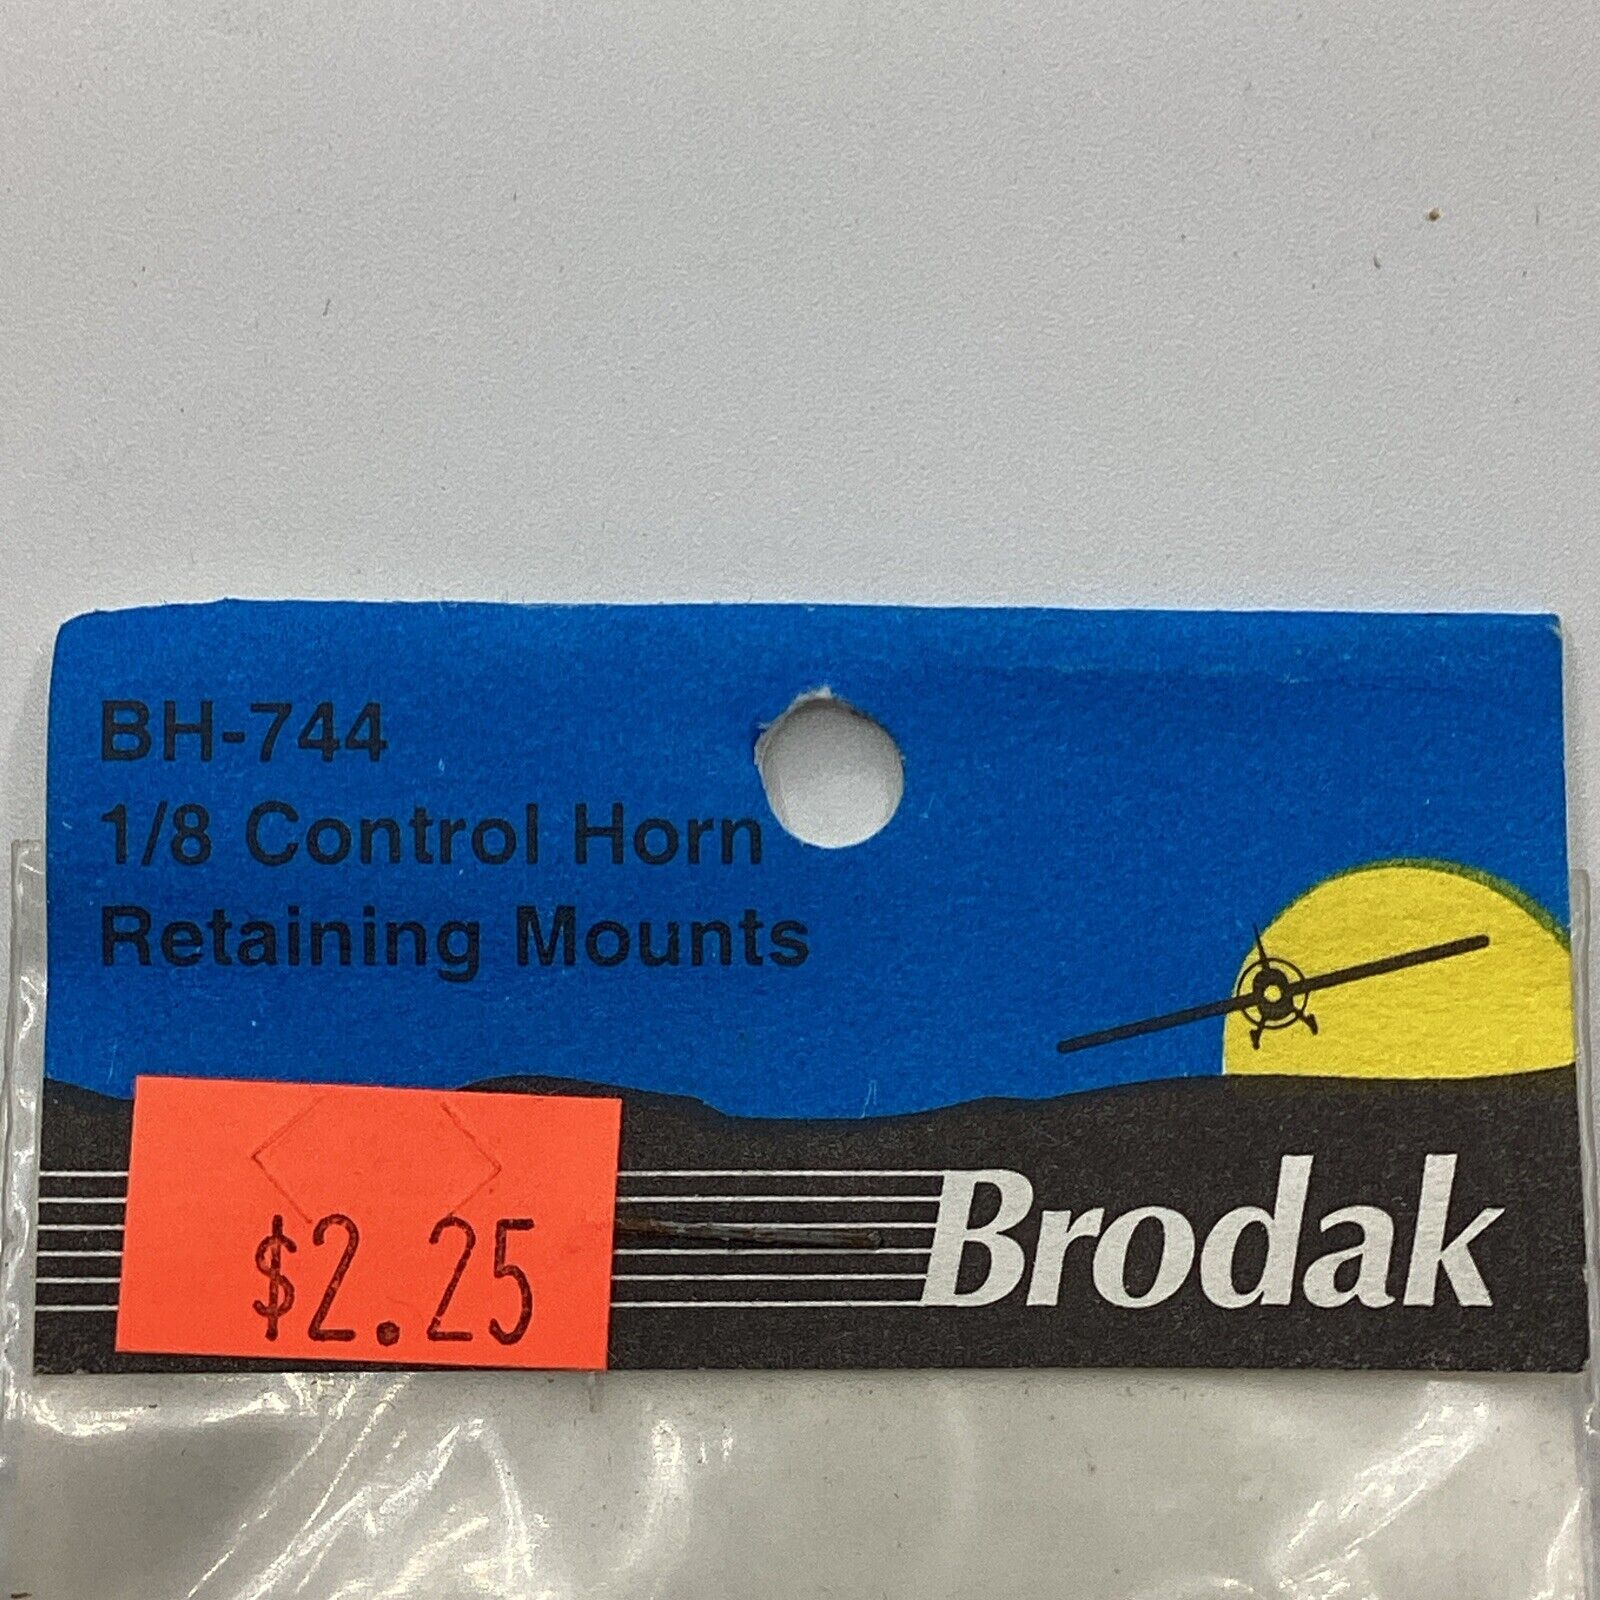 BH-744
1/8 Control Horn
Retaining Mounts
$2.25
Brodak